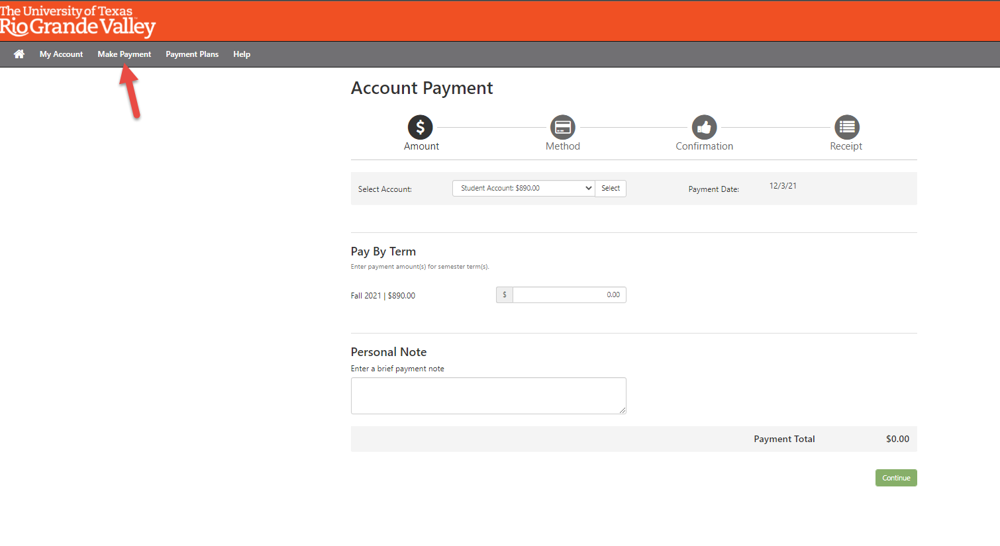 The University of Texas
Rio Grande Valley
My Account Make Payment Payment Plans Help
Account Payment
$
Amount Method Confirmation Receipt
Select Account: Student Account: $890.00 Select Payment Date: 12/3/21
Pay By Term
Enter payment amount(s) for semester term(s).
Fall 2021 | $890.00 $ 0.00
Personal Note
Enter a brief payment note
Payment Total $0.00
Continue